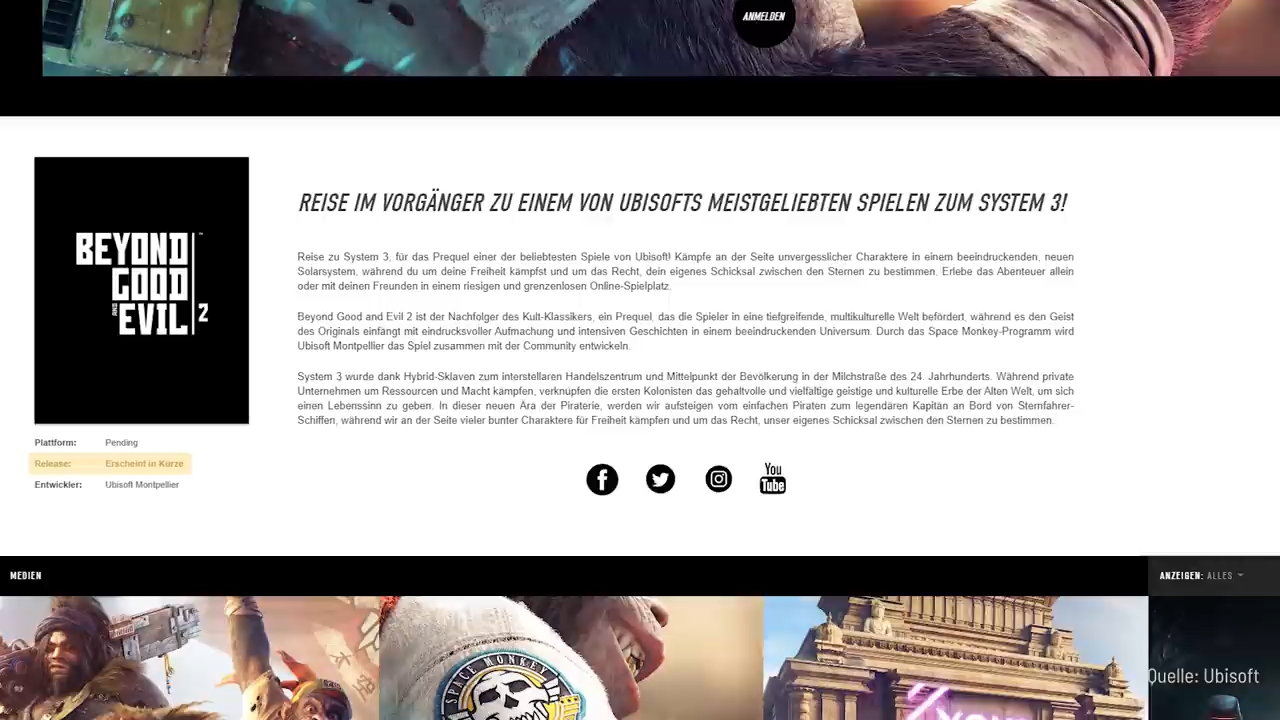 ANMELDEN
BEYOND
GOOD
AND
EVIL 2
REISE IM VORGÄNGER ZU EINEM VON UBISOFTS MEISTGELIEBTEN SPIELEN ZUM SYSTEM 3!
Reise zu System 3, für das Prequel einer der beliebtesten Spiele von Ubisoft! Kämpfe an der Seite unvergesslicher Charaktere in einem beeindruckenden, neuen
Solarsystem, während du um deine Freiheit kämpfst und um das Recht, dein eigenes Schicksal zwischen den Sternen zu bestimmen. Erlebe das Abenteuer allein
oder mit deinen Freunden in einem riesigen und grenzenlosen Online-Spielplatz.
Beyond Good and Evil 2 ist der Nachfolger des Kult-Klassikers, ein Prequel, das die Spieler in eine tiefgreifende, multikulturelle Welt befördert, während es den Geist
des Originals einfängt mit eindrucksvoller Aufmachung und intensiven Geschichten in einem beeindruckenden Universum. Durch das Space Monkey-Programm wird
Ubisoft Montpellier das Spiel zusammen mit der Community entwickeln.
System 3 wurde dank Hybrid-Sklaven zum interstellaren Handelszentrum und Mittelpunkt der Bevölkerung in der Milchstraße des 24. Jahrhunderts. Während private
Unternehmen um Ressourcen und Macht kämpfen, verknüpfen die ersten Kolonisten das gehaltvolle und vielfältige geistige und kulturelle Erbe der Alten Welt, um sich
einen Lebenssinn zu geben. In dieser neuen Ära der Piraterie, werden wir aufsteigen vom einfachen Piraten zum legendären Kapitän an Bord von Sternfahrer-
Schiffen, während wir an der Seite vieler bunter Charaktere für Freiheit kämpfen und um das Recht, unser eigenes Schicksal zwischen den Sternen zu bestimmen.
Plattform: Pending
Release: Erscheint in Kürze
Entwickler: Ubisoft Montpellier
You
Tube
MEDIEN
ANZEIGEN: ALLES
SPACE MONKEY
Quelle: Ubisoft